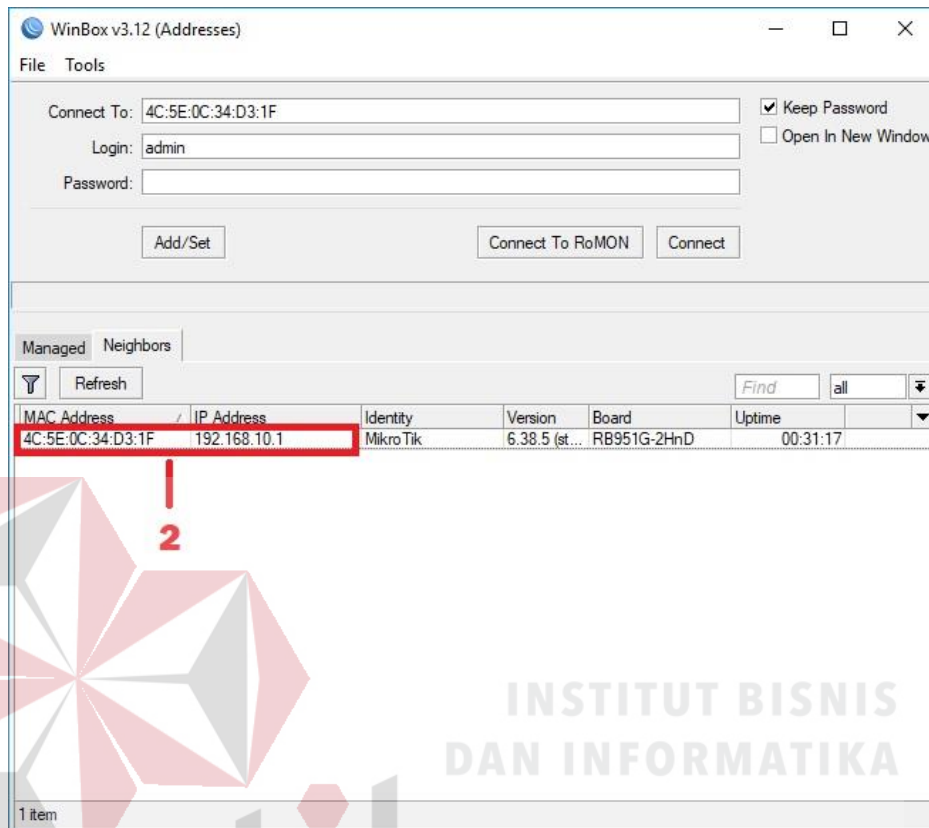 WinBox v3.12 (Addresses)
File Tools
Connect To: 4C:5E:0C:34:D3:1F
Keep Password
Login: admin
Open In New Window
Password:
Add/Set Connect To RoMON Connect
Managed Neighbors
Refresh Find all
MAC Address IP Address Identity Version Board Uptime
4C:5E:0C:34:D3:1F 192.168.10.1 MikroTik 6.38.5 (st... RB951G-2HnD 00:31:17
2
INSTITUT BISNIS
DAN INFORMATIKA
1 item